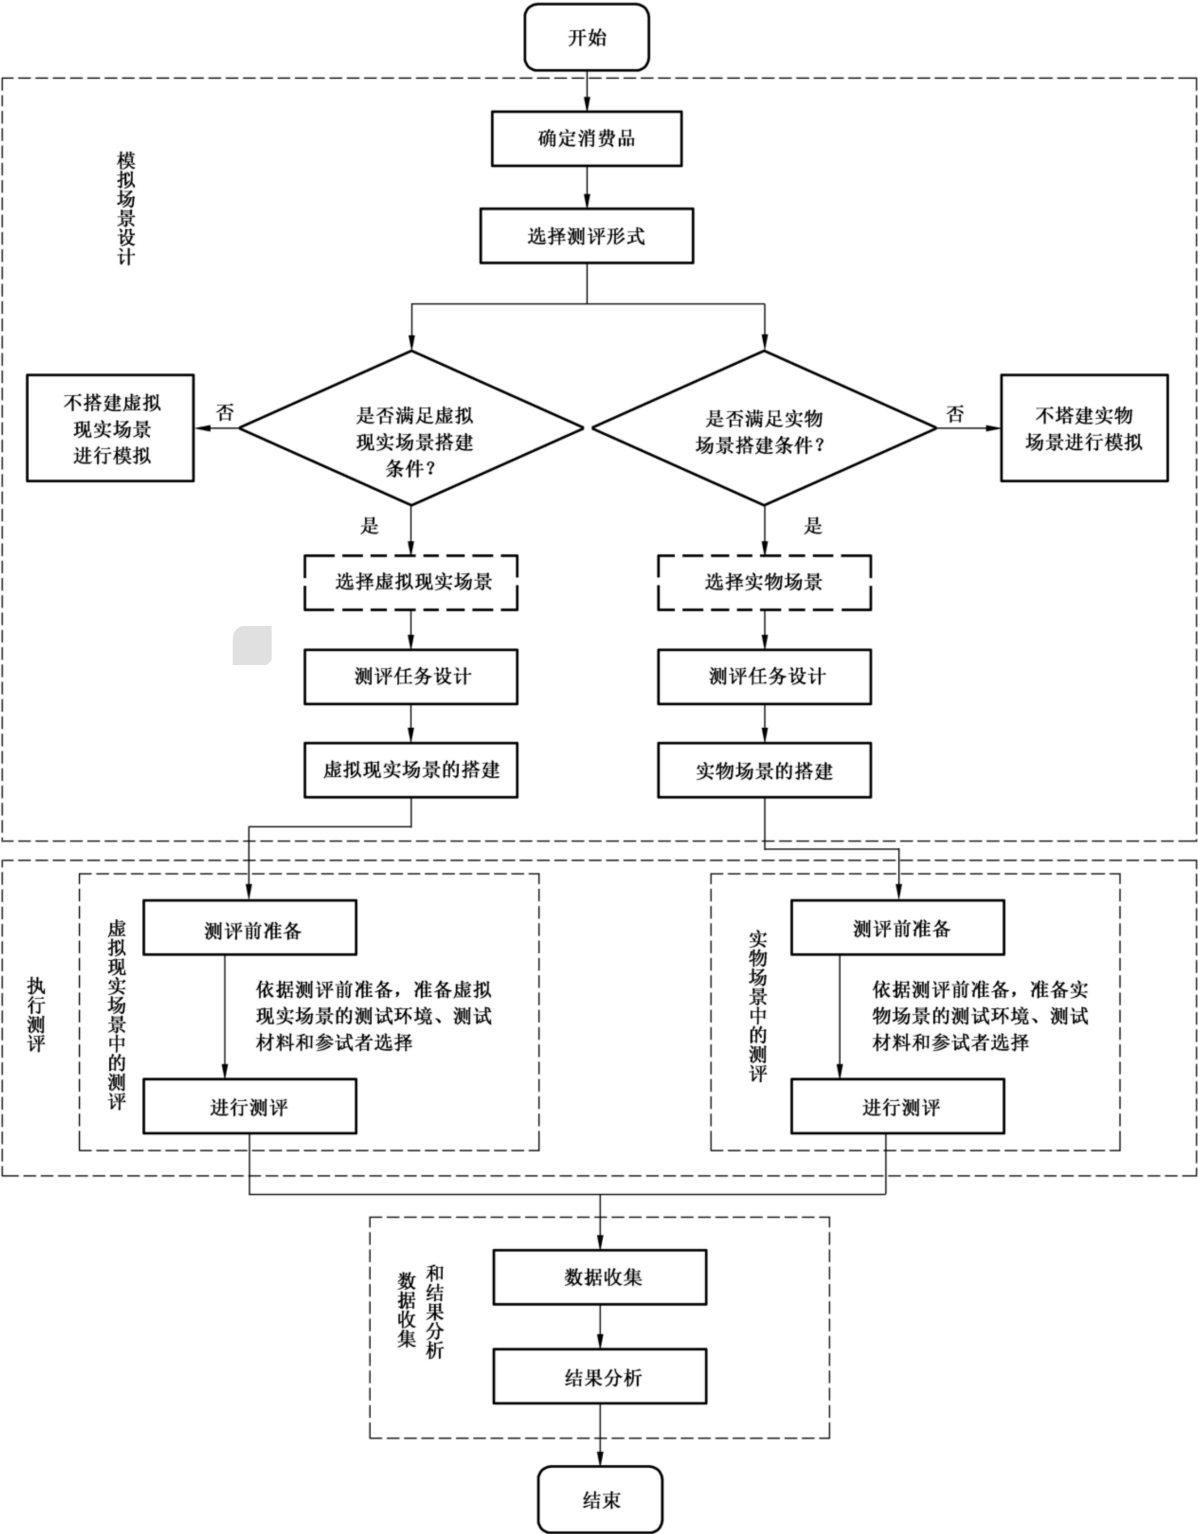 开始
模拟场景设计
确定消费品
选择测评形式
不搭建虚拟
现实场景
进行模拟
否
是否满足虚拟
现实场景搭建
条件？
是否满足实物
场景搭建条件？
否
不塔建实物
场景进行模拟
是
是
选择虚拟现实场景
选择实物场景
测评任务设计
测评任务设计
虚拟现实场景的搭建
实物场景的搭建
执行测评
虚拟现实场景中的测评
测评前准备
依据测评前准备，准备虚拟
现实场景的测试环境、测试
材料和参试者选择
进行测评
实物场景中的测评
测评前准备
依据测评前准备，准备实
物场景的测试环境、测试
材料和参试者选择
进行测评
数据收集
和结果分析
数据收集
结果分析
结束